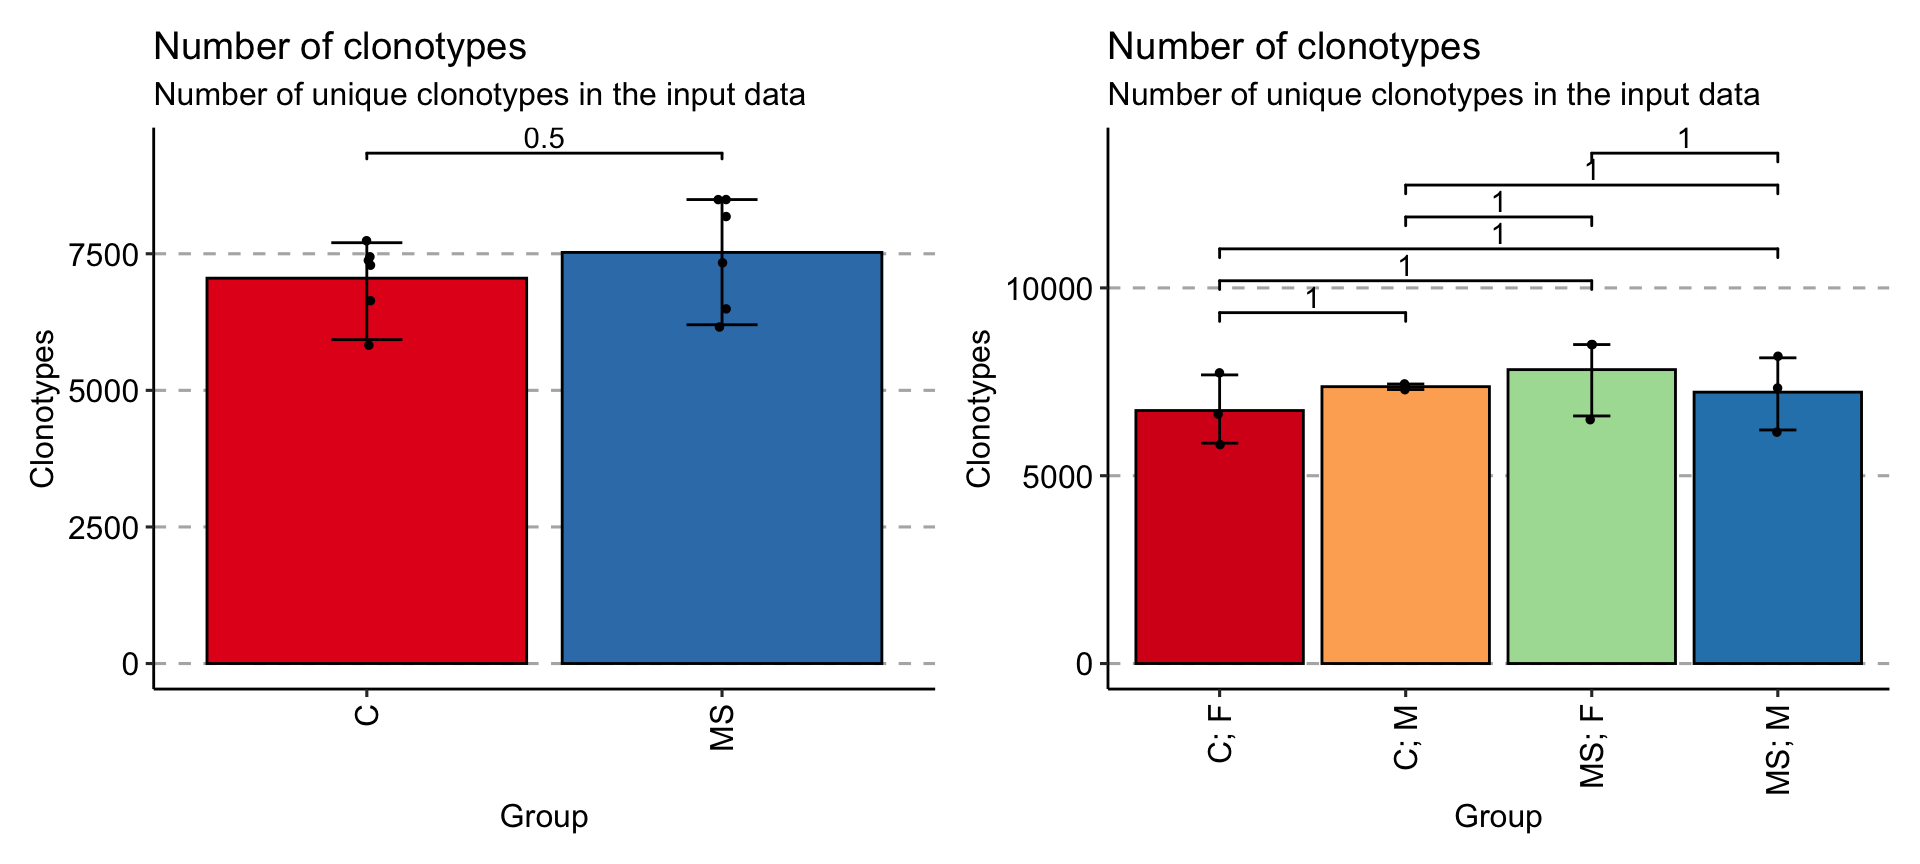 Number of clonotypes
Number of unique clonotypes in the input data
0.5
7500
5000
2500
0
Clonotypes
C
MS
Group
Number of clonotypes
Number of unique clonotypes in the input data
1
1
1
1
1
1
10000
5000
0
Clonotypes
C; F
C; M
MS; F
MS; M
Group